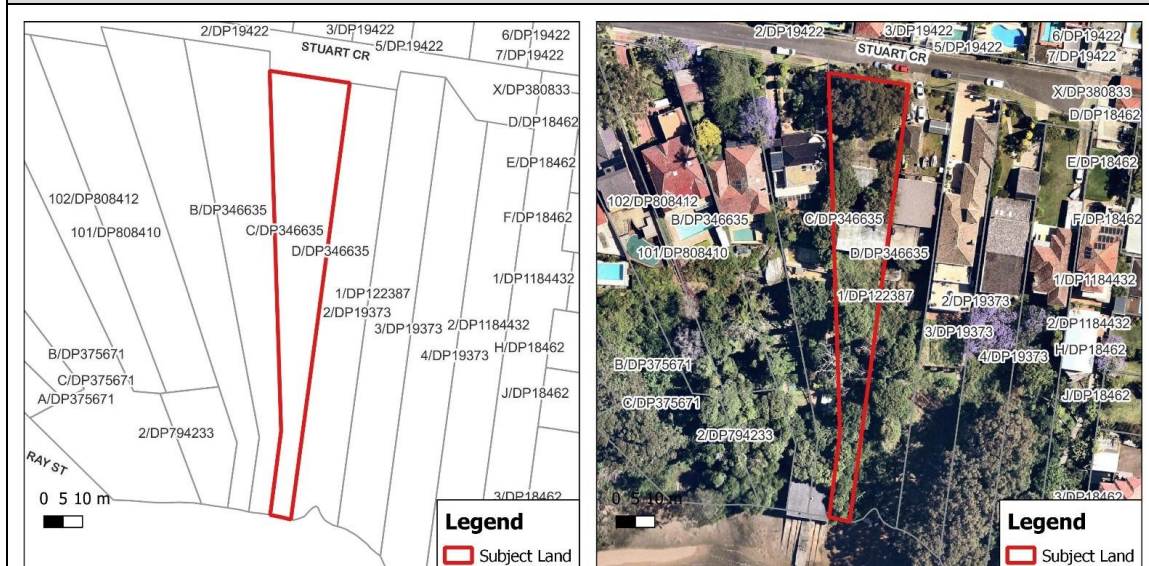 2/DP19422
3/DP19422
5/DP19422
6/DP19422
7/DP19422
STUART CR
X/DP380833
D/DP18462
E/DP18462
102/DP808412
B/DP346635
F/DP18462
C/DP346635
101/DP808410
D/DP346635
1/DP1184432
1/DP122387
2/DP19373
3/DP19373
2/DP1184432
4/DP19373
H/DP18462
B/DP375671
C/DP375671
A/DP375671
J/DP18462
2/DP794233
RAY ST
3/DP18462
0 5 10 m
Legend
Subject Land
2/DP19422
3/DP19422
5/DP19422
6/DP19422
7/DP19422
STUART CR
X/DP380833
D/DP18462
E/DP18462
102/DP808412
B/DP346635
C/DP346635
F/DP18462
101/DP808410
D/DP346635
1/DP1184432
1/DP122387
2/DP19373
2/DP1184432
3/DP19373
4/DP19373
H/DP18462
B/DP375671
J/DP18462
C/DP375671
2/DP794233
3/DP18462
0 5 10 m
Legend
Subject Land